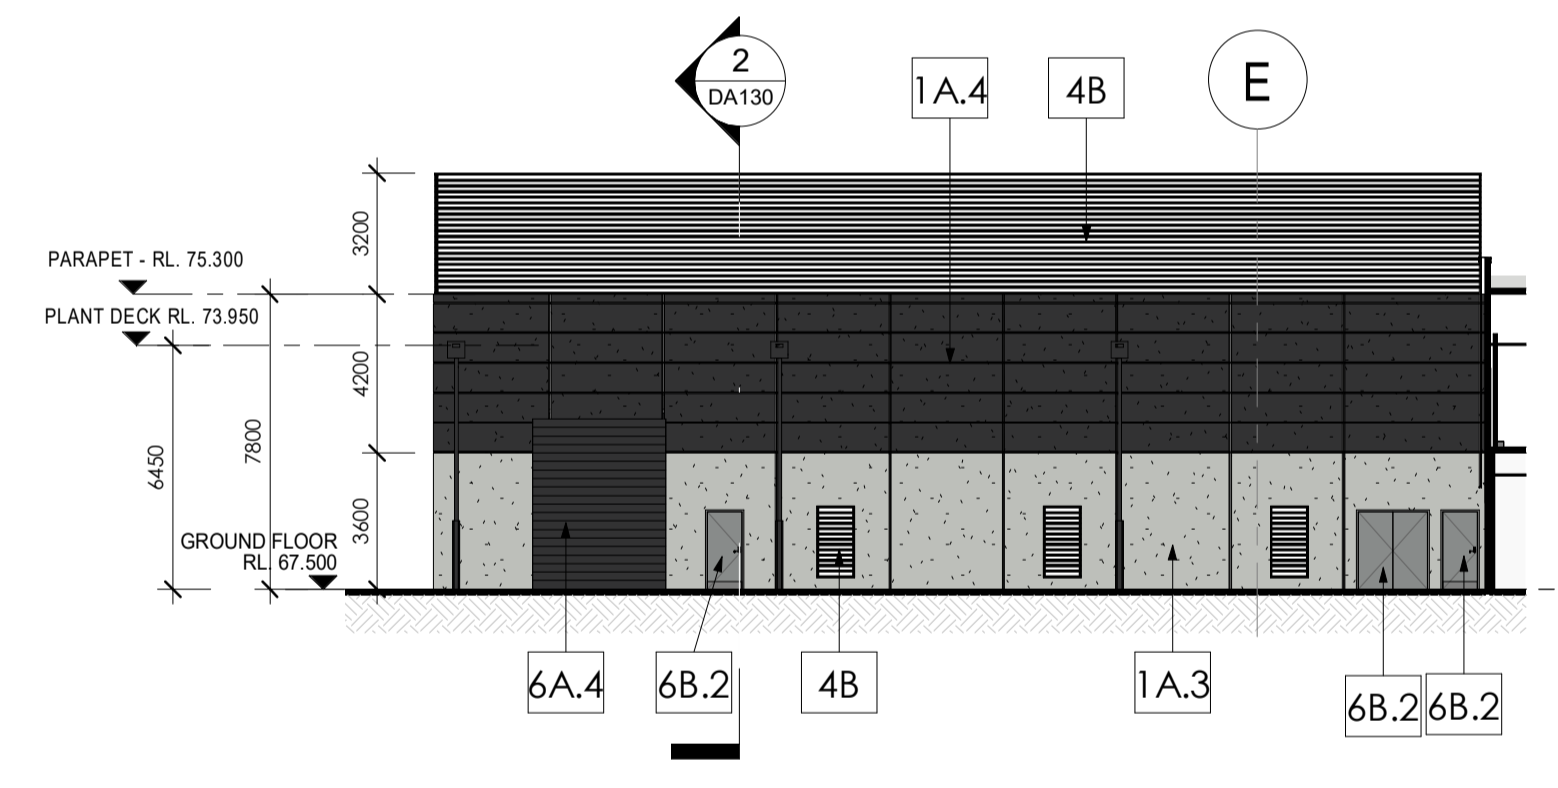 2
DA130
1A.4
4B
E
3200
PARAPET - RL. 75.300
PLANT DECK RL. 73.950
4200
7800
6450
3600
GROUND FLOOR
RL. 67.500
6A.4
6B.2
4B
1A.3
6B.2
6B.2